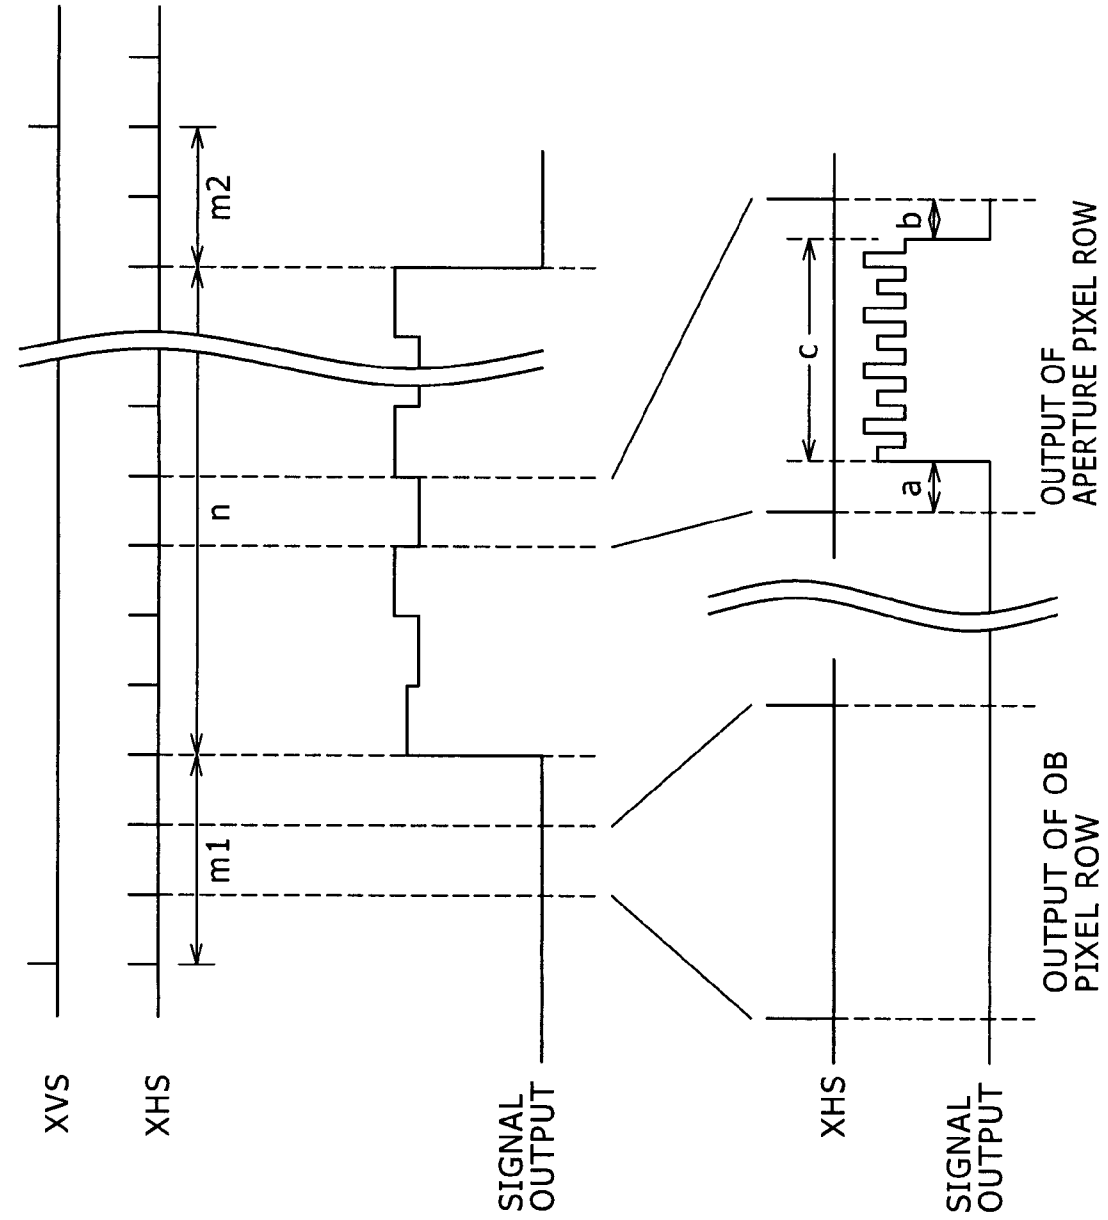 XVS
XHS
m1
n
m2
SIGNAL
OUTPUT
XHS
a
c
b
SIGNAL
OUTPUT
OUTPUT OF OB
PIXEL ROW
OUTPUT OF
APERTURE PIXEL ROW